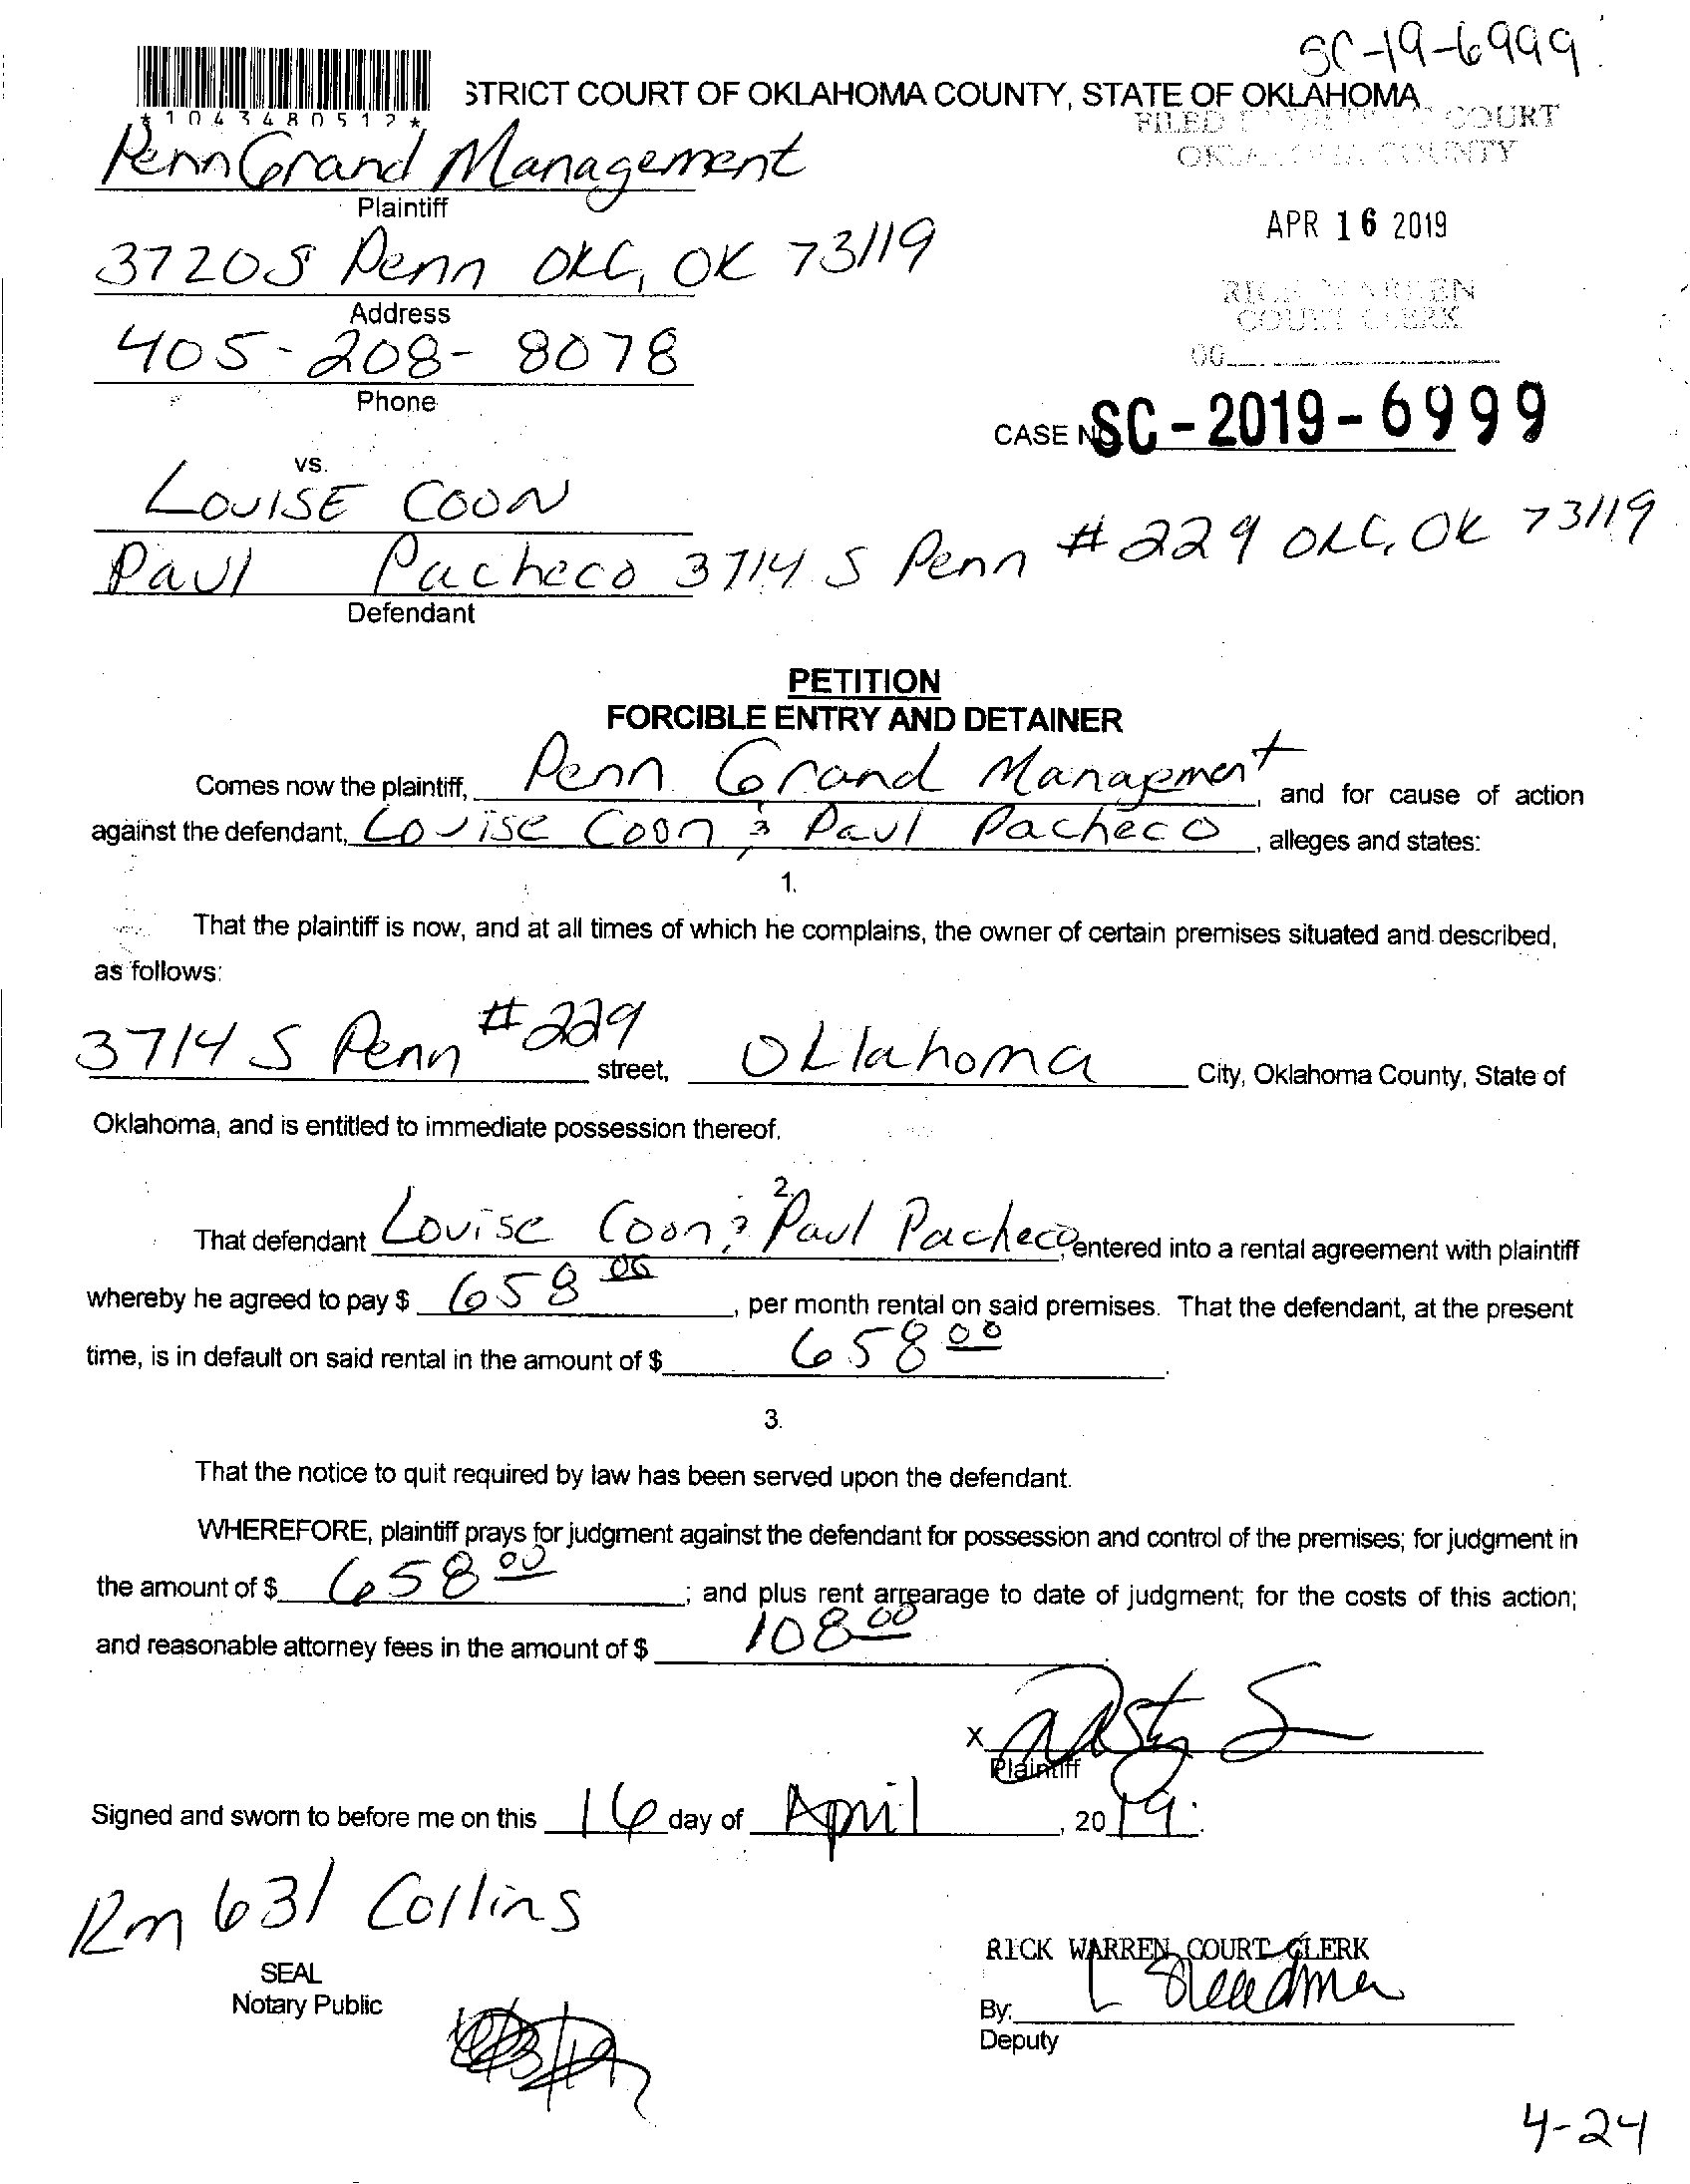 SC-19-6999
STRICT COURT OF OKLAHOMA COUNTY, STATE OF OKLAHOMA
*1043480512*
FILED COURT
OKLAHOMA COUNTY
Penn Grand Management
Plaintiff
APR 16 2019
3720 S Penn OKC, OK 73119
Address
RICK WARREN
COURT CLERK
405-208-8078
Phone
CASE NO. SC-2019-6999
vs.
LOUISE COON
Paul Pacheco 3714 S Penn #229 OKC, OK 73119
Defendant
PETITION
FORCIBLE ENTRY AND DETAINER
Comes now the plaintiff, Penn Grand Managment, and for cause of action
against the defendant, Louise Coon & Paul Pacheco, alleges and states:
1.
That the plaintiff is now, and at all times of which he complains, the owner of certain premises situated and described,
as follows:
3714 S Penn #229 street, Oklahoma City, Oklahoma County, State of
Oklahoma, and is entitled to immediate possession thereof.
2.
That defendant Louise Coon & Paul Pacheco, entered into a rental agreement with plaintiff
whereby he agreed to pay $ 658 00, per month rental on said premises. That the defendant, at the present
time, is in default on said rental in the amount of $ 658 00.
3.
That the notice to quit required by law has been served upon the defendant.
WHEREFORE, plaintiff prays for judgment against the defendant for possession and control of the premises; for judgment in
the amount of $ 658 00; and plus rent arrearage to date of judgment; for the costs of this action;
and reasonable attorney fees in the amount of $ 108 00
X
Plaintiff
Signed and sworn to before me on this 16 day of April, 2019.
Rm 631 Collins
SEAL
Notary Public
RICK WARREN COURT CLERK
By:
Deputy
4-24